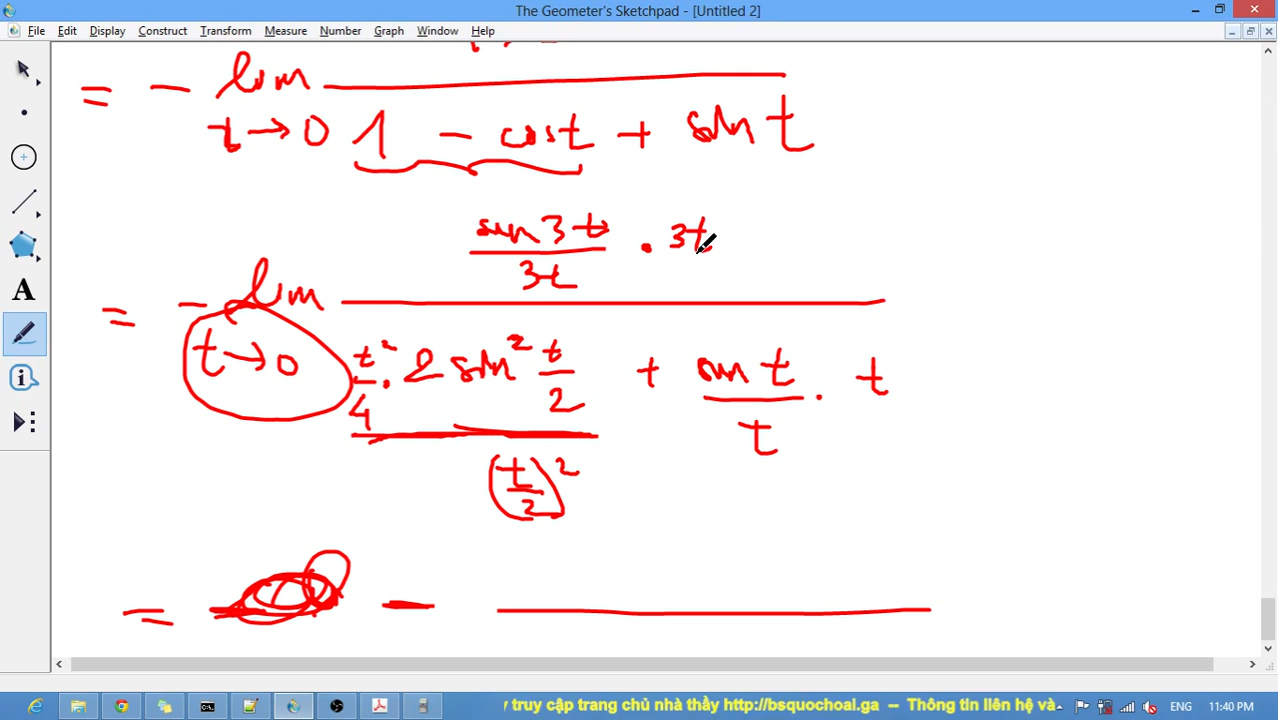 The Geometer's Sketchpad - [Untitled 2]
File Edit Display Construct Transform Measure Number Graph Window Help
= - lim
t → 0 1 - cost + sin t
sin 3t . 3t
3t
= - lim
t → 0 t² . 2 sin² t + sin t . t
4 2 t
(t/2)²
= -
A
truy cập trang chủ nhà thầy http://bsquochoai.ga -- Thông tin liên hệ và
ENG 11:40 PM